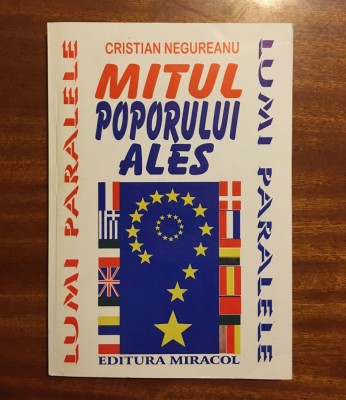 CRISTIAN NEGUREANU
MITUL
POPORULUI
ALES
LUMI PARALELE
LUMI PARALELE
EDITURA MIRACOL